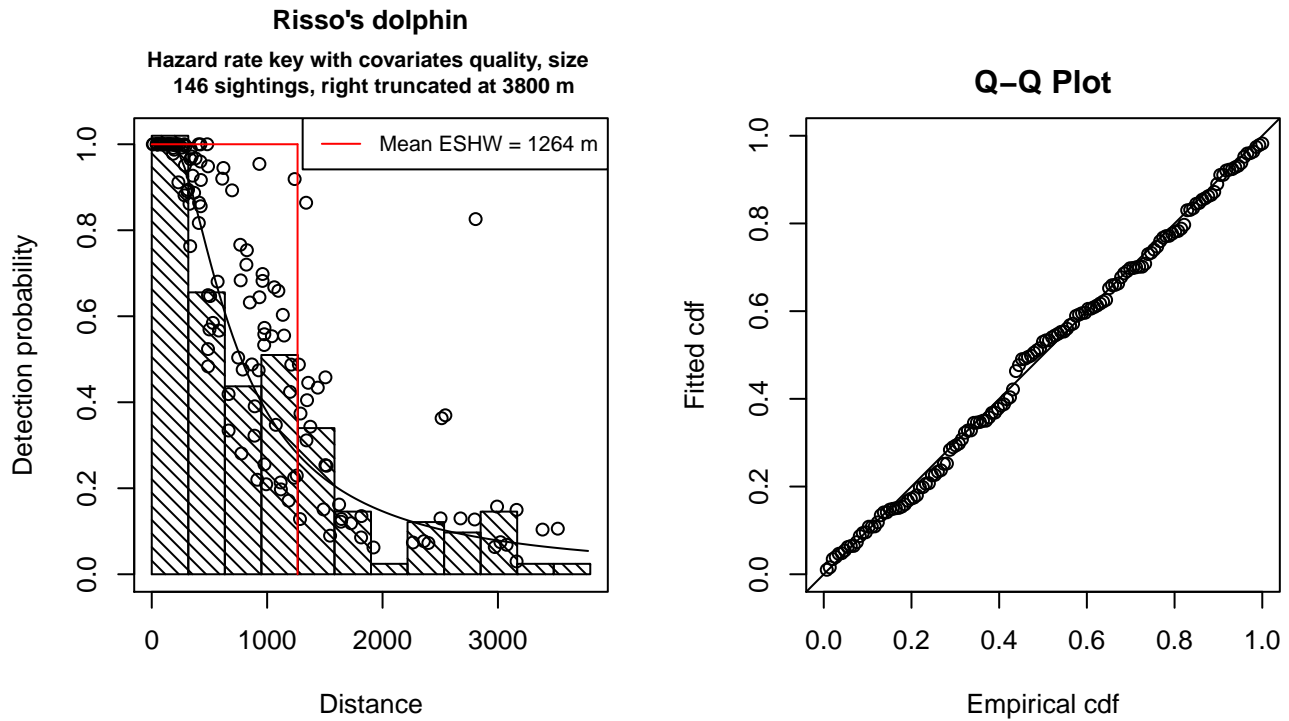 Risso's dolphin
Hazard rate key with covariates quality, size
146 sightings, right truncated at 3800 m
Mean ESHW = 1264 m
Detection probability
0.0
0.2
0.4
0.6
0.8
1.0
0
1000
2000
3000
Distance
Q−Q Plot
Fitted cdf
0.0
0.2
0.4
0.6
0.8
1.0
0.0
0.2
0.4
0.6
0.8
1.0
Empirical cdf